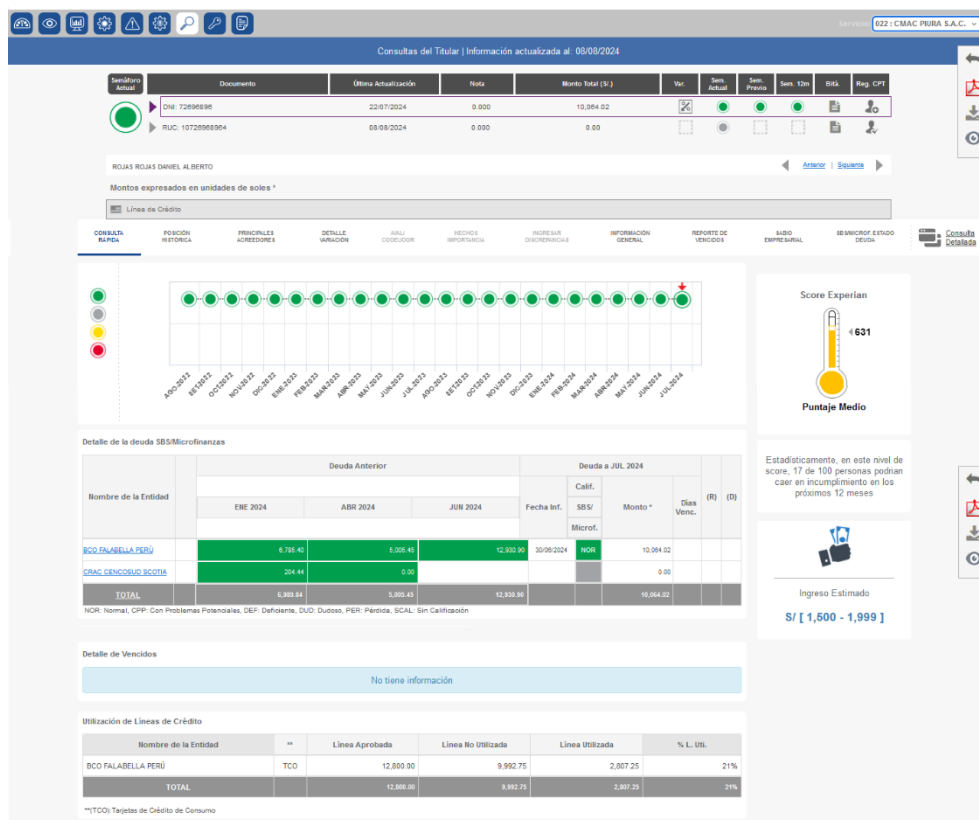 Servicio: 022 : CMAC PIURA S.A.C.
Consultas del Titular | Información actualizada al: 08/08/2024
Semáforo Actual Documento Última Actualización Nota Monto Total (S/.) Var. Sem. Actual Sem. Previo Sem. 12m Bitá. Reg. CPT
DNI: 72696896 22/07/2024 0.000 10,064.02
RUC: 10726968964 08/08/2024 0.000 0.00
ROJAS ROJAS DANIEL ALBERTO Anterior | Siguiente
Montos expresados en unidades de soles *
Línea de Crédito
CONSULTA RÁPIDA POSICIÓN HISTÓRICA PRINCIPALES ACREEDORES DETALLE VARIACIÓN AVAL/ CODEUDOR HECHOS IMPORTANCIA INGRESAR DISCREPANCIAS INFORMACIÓN GENERAL REPORTE DE VENCIDOS SABIO EMPRESARIAL SBS/MICROF. ESTADO DEUDA Consulta Detallada
AGO-2022 SET-2022 OCT-2022 NOV-2022 DIC-2022 ENE-2023 FEB-2023 MAR-2023 ABR-2023 MAY-2023 JUN-2023 JUL-2023 AGO-2023 SET-2023 OCT-2023 NOV-2023 DIC-2023 ENE-2024 FEB-2024 MAR-2024 ABR-2024 MAY-2024 JUN-2024 JUL-2024
Score Experian
631
Puntaje Medio
Estadísticamente, en este nivel de
score, 17 de 100 personas podrian
caer en incumplimiento en los
próximos 12 meses
Ingreso Estimado
S/ [ 1,500 - 1,999 ]
Detalle de la deuda SBS/Microfinanzas
Nombre de la Entidad Deuda Anterior Deuda a JUL 2024 (R) (D)
ENE 2024 ABR 2024 JUN 2024 Fecha Inf. Calif. SBS/ Microf. Monto * Días Venc.
BCO FALABELLA PERÚ 6,785.40 5,005.45 12,930.90 30/06/2024 NOR 10,064.02
CRAC CENCOSUD SCOTIA 204.44 0.00 0.00
TOTAL 6,989.84 5,005.45 12,930.90 10,064.02
NOR: Normal, CPP: Con Problemas Potenciales, DEF: Deficiente, DUD: Dudoso, PER: Pérdida, SCAL: Sin Calificación
Detalle de Vencidos
No tiene información
Utilización de Líneas de Crédito
Nombre de la Entidad ** Línea Aprobada Línea No Utilizada Línea Utilizada % L. Uti.
BCO FALABELLA PERÚ TCO 12,800.00 9,992.75 2,807.25 21%
TOTAL 12,800.00 9,992.75 2,807.25 21%
**(TCO):Tarjetas de Crédito de Consumo